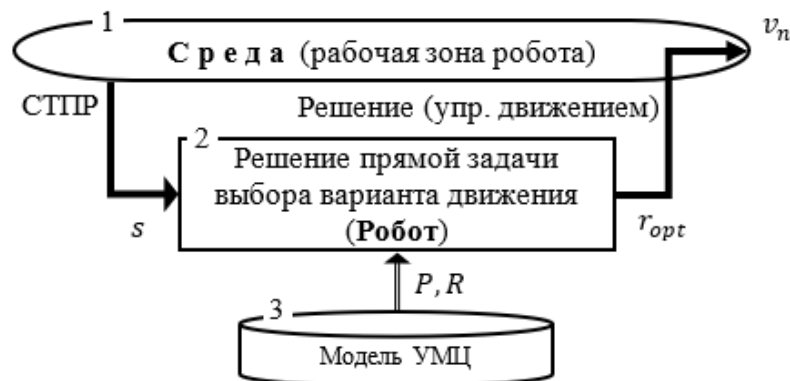 1
v_n
С р е д а (рабочая зона робота)
СТПР
Решение (упр. движением)
2
Решение прямой задачи
выбора варианта движения
(Робот)
s
r_opt
P, R
3
Модель УМЦ